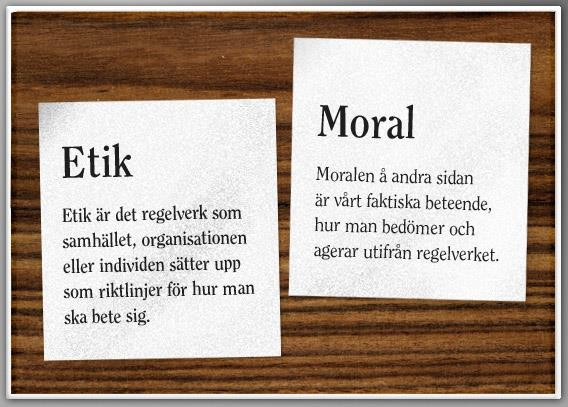 Etik
Etik är det regelverk som
samhället, organisationen
eller individen sätter upp
som riktlinjer för hur man
ska bete sig.
Moral
Moralen å andra sidan
är vårt faktiska beteende,
hur man bedömer och
agerar utifrån regelverket.